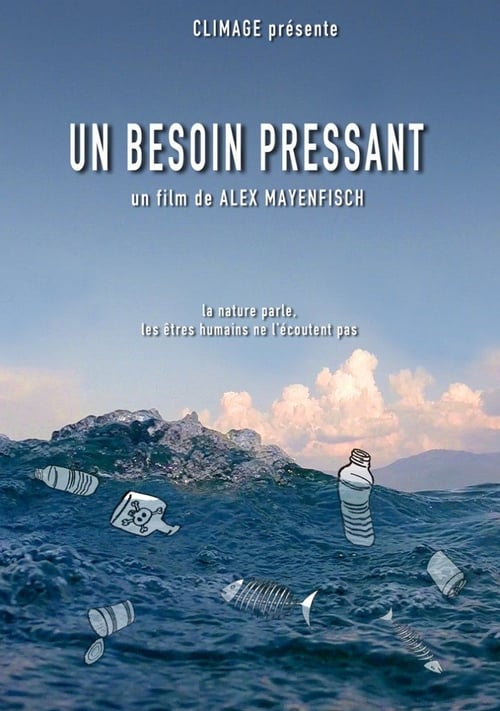 CLIMAGE présente
UN BESOIN PRESSANT
un film de ALEX MAYENFISCH
la nature parle,
les êtres humains ne l'écoutent pas